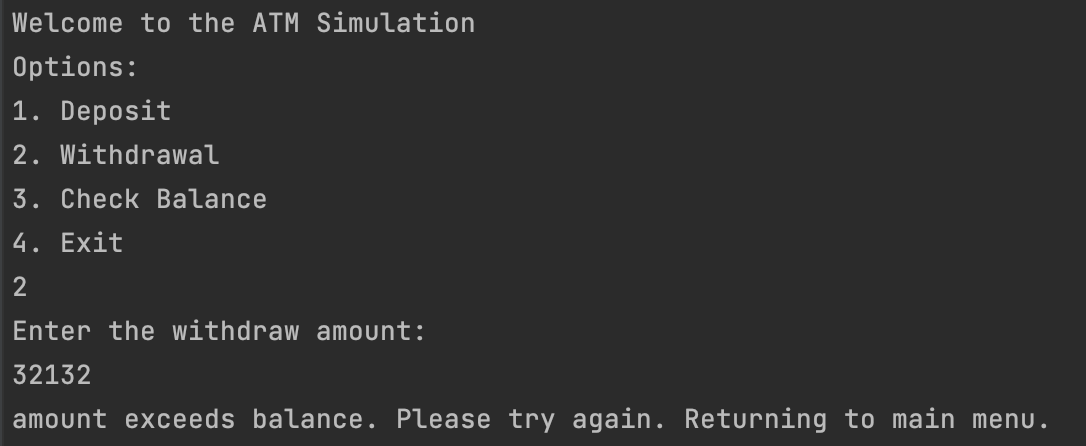 Welcome to the ATM Simulation
Options:
1. Deposit
2. Withdrawal
3. Check Balance
4. Exit
2
Enter the withdraw amount:
32132
amount exceeds balance. Please try again. Returning to main menu.